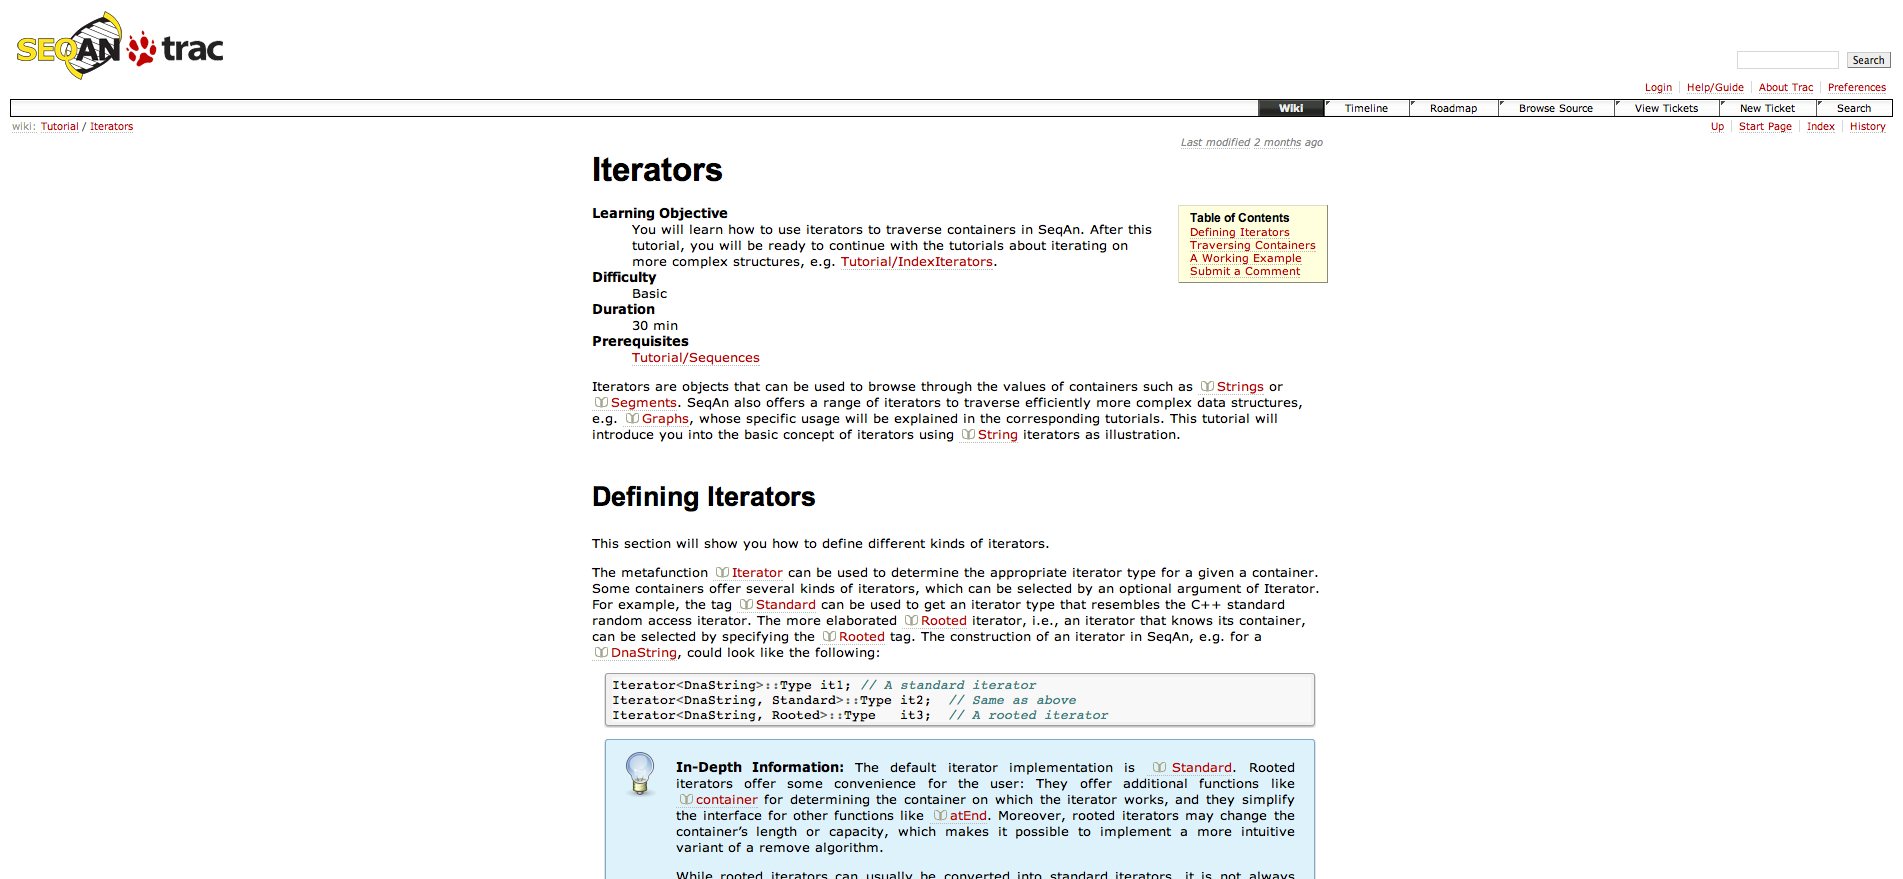 SEQAN trac
Search
Login Help/Guide About Trac Preferences
Wiki Timeline Roadmap Browse Source View Tickets New Ticket Search
wiki: Tutorial / Iterators
Up Start Page Index History
Last modified 2 months ago
Iterators
Learning Objective
You will learn how to use iterators to traverse containers in SeqAn. After this
tutorial, you will be ready to continue with the tutorials about iterating on
more complex structures, e.g. Tutorial/IndexIterators.
Difficulty
Basic
Duration
30 min
Prerequisites
Tutorial/Sequences
Table of Contents
Defining Iterators
Traversing Containers
A Working Example
Submit a Comment
Iterators are objects that can be used to browse through the values of containers such as Strings or
Segments. SeqAn also offers a range of iterators to traverse efficiently more complex data structures,
e.g. Graphs, whose specific usage will be explained in the corresponding tutorials. This tutorial will
introduce you into the basic concept of iterators using String iterators as illustration.
Defining Iterators
This section will show you how to define different kinds of iterators.
The metafunction Iterator can be used to determine the appropriate iterator type for a given a container.
Some containers offer several kinds of iterators, which can be selected by an optional argument of Iterator.
For example, the tag Standard can be used to get an iterator type that resembles the C++ standard
random access iterator. The more elaborated Rooted iterator, i.e., an iterator that knows its container,
can be selected by specifying the Rooted tag. The construction of an iterator in SeqAn, e.g. for a
DnaString, could look like the following:
Iterator<DnaString>::Type it1; // A standard iterator
Iterator<DnaString, Standard>::Type it2;  // Same as above
Iterator<DnaString, Rooted>::Type   it3;  // A rooted iterator
In-Depth Information: The default iterator implementation is Standard. Rooted
iterators offer some convenience for the user: They offer additional functions like
container for determining the container on which the iterator works, and they simplify
the interface for other functions like atEnd. Moreover, rooted iterators may change the
container's length or capacity, which makes it possible to implement a more intuitive
variant of a remove algorithm.
While rooted iterators can usually be converted into standard iterators, it is not always